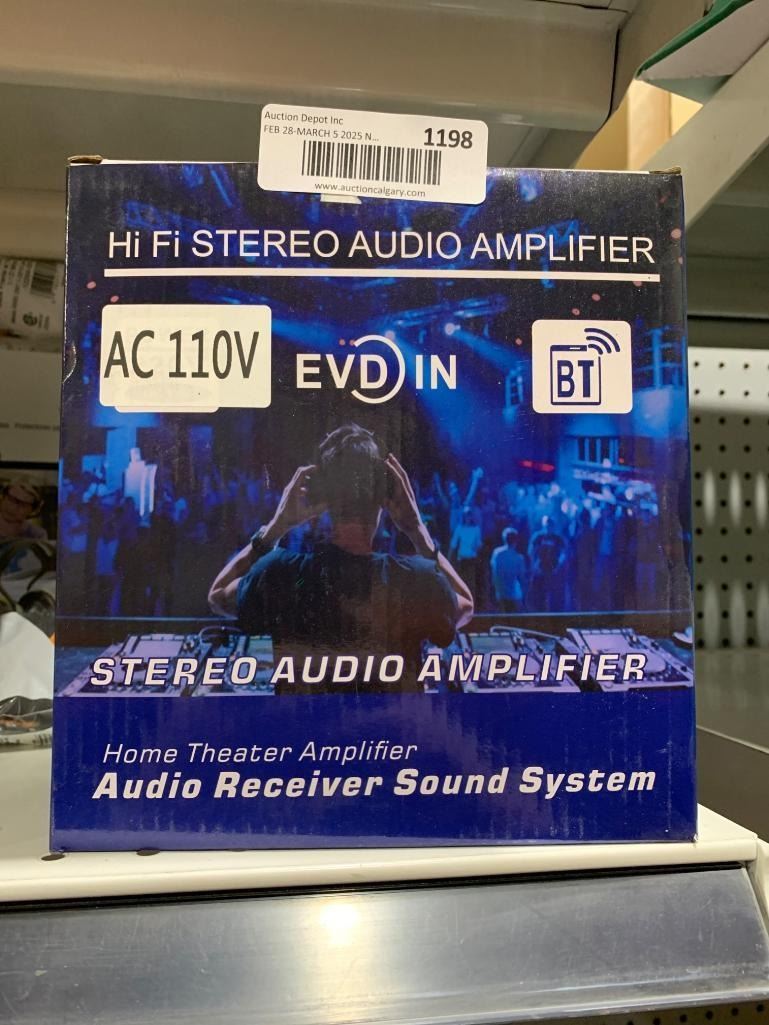 Auction Depot Inc
FEB 28-MARCH 5 2025 N...
1198
www.auctioncalgary.com
Hi Fi STEREO AUDIO AMPLIFIER
AC 110V
EVDIN
BT
STEREO AUDIO AMPLIFIER
Home Theater Amplifier
Audio Receiver Sound System